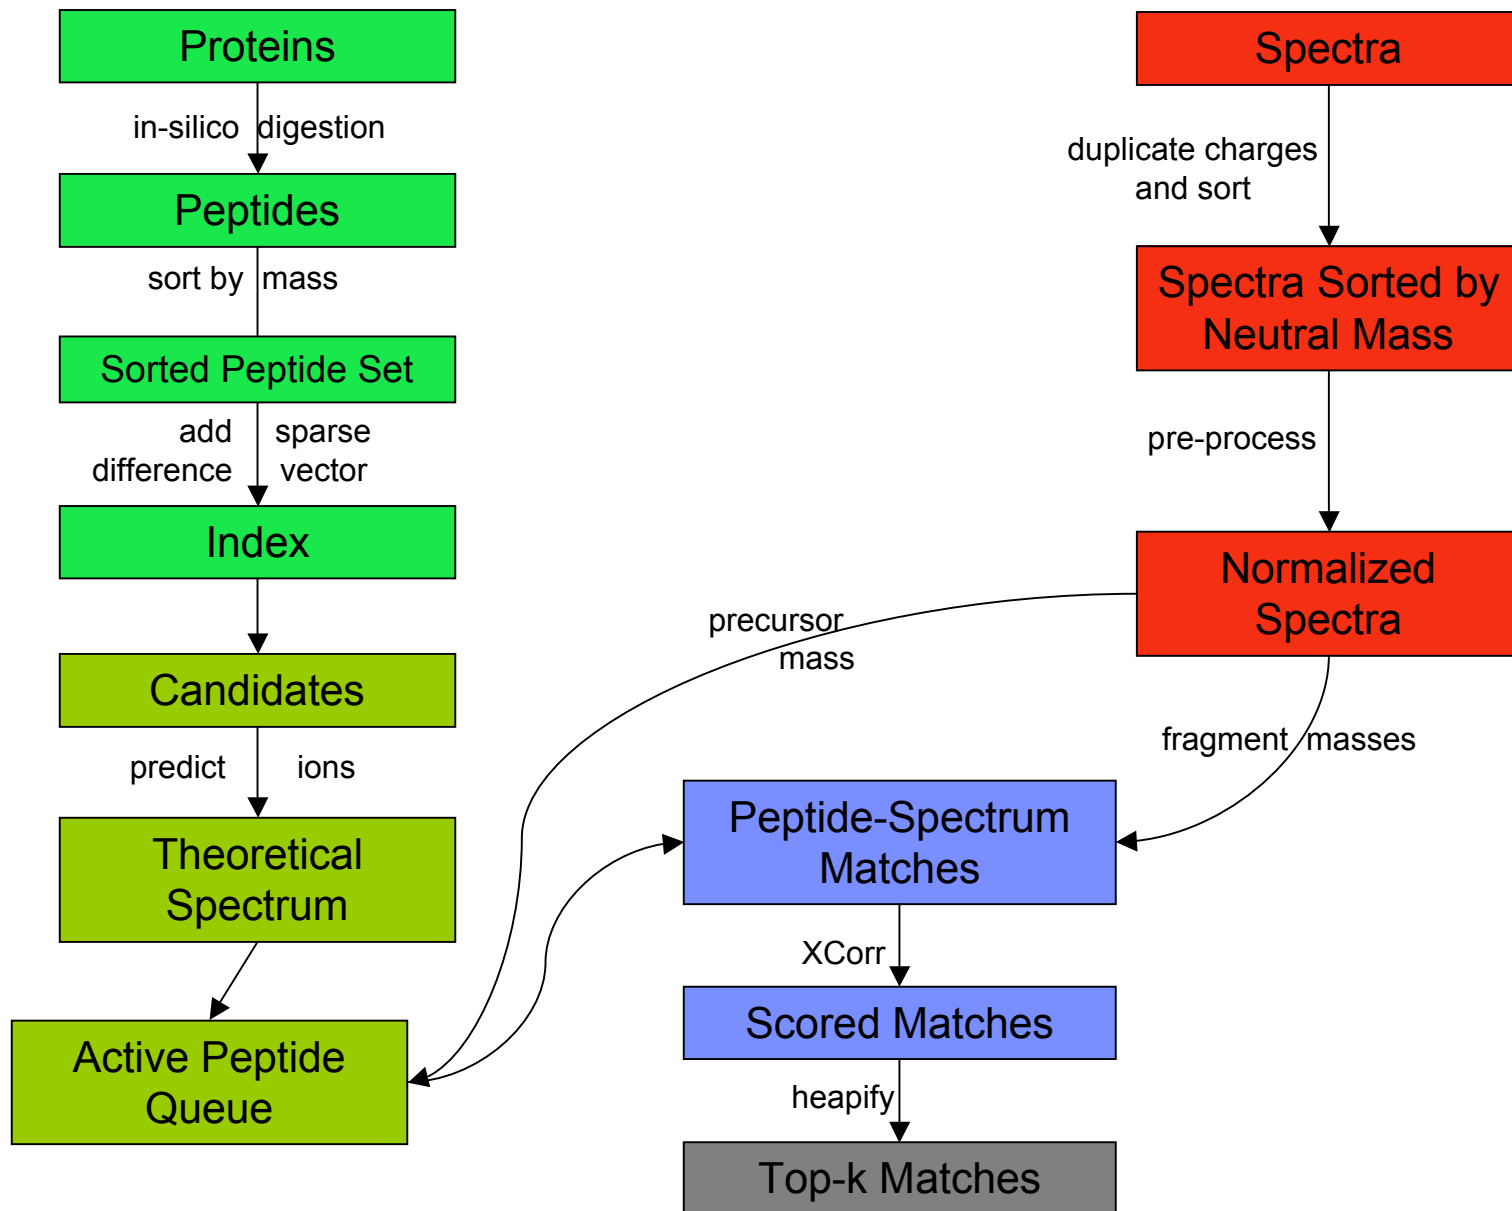 Proteins
in-silico digestion
Peptides
sort by mass
Sorted Peptide Set
add sparse
difference vector
Index
Candidates
predict ions
Theoretical
Spectrum
Active Peptide
Queue
Spectra
duplicate charges
and sort
Spectra Sorted by
Neutral Mass
pre-process
Normalized
Spectra
precursor
mass
fragment masses
Peptide-Spectrum
Matches
XCorr
Scored Matches
heapify
Top-k Matches